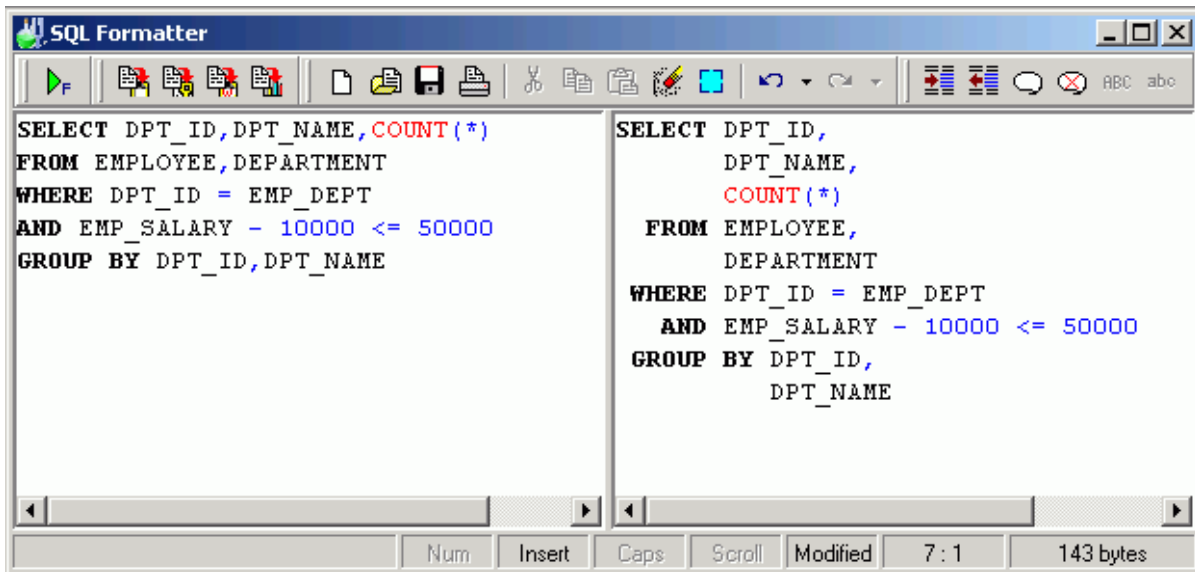 SQL Formatter
F
ABC abc
SELECT DPT_ID,DPT_NAME,COUNT(*)
FROM EMPLOYEE,DEPARTMENT
WHERE DPT_ID = EMP_DEPT
AND EMP_SALARY - 10000 <= 50000
GROUP BY DPT_ID,DPT_NAME
SELECT DPT_ID,
DPT_NAME,
COUNT(*)
FROM EMPLOYEE,
DEPARTMENT
WHERE DPT_ID = EMP_DEPT
AND EMP_SALARY - 10000 <= 50000
GROUP BY DPT_ID,
DPT_NAME
Num Insert Caps Scroll Modified 7 : 1 143 bytes